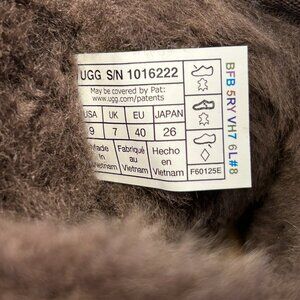 UGG S/N 1016222
May be covered by Pat:
www.ugg.com/patents
USA UK EU JAPAN
9 7 40 26
Made in Vietnam Fabriqué au Vietnam Hecho en Vietnam
F60125E
BFB 5RY VH7 6L#8